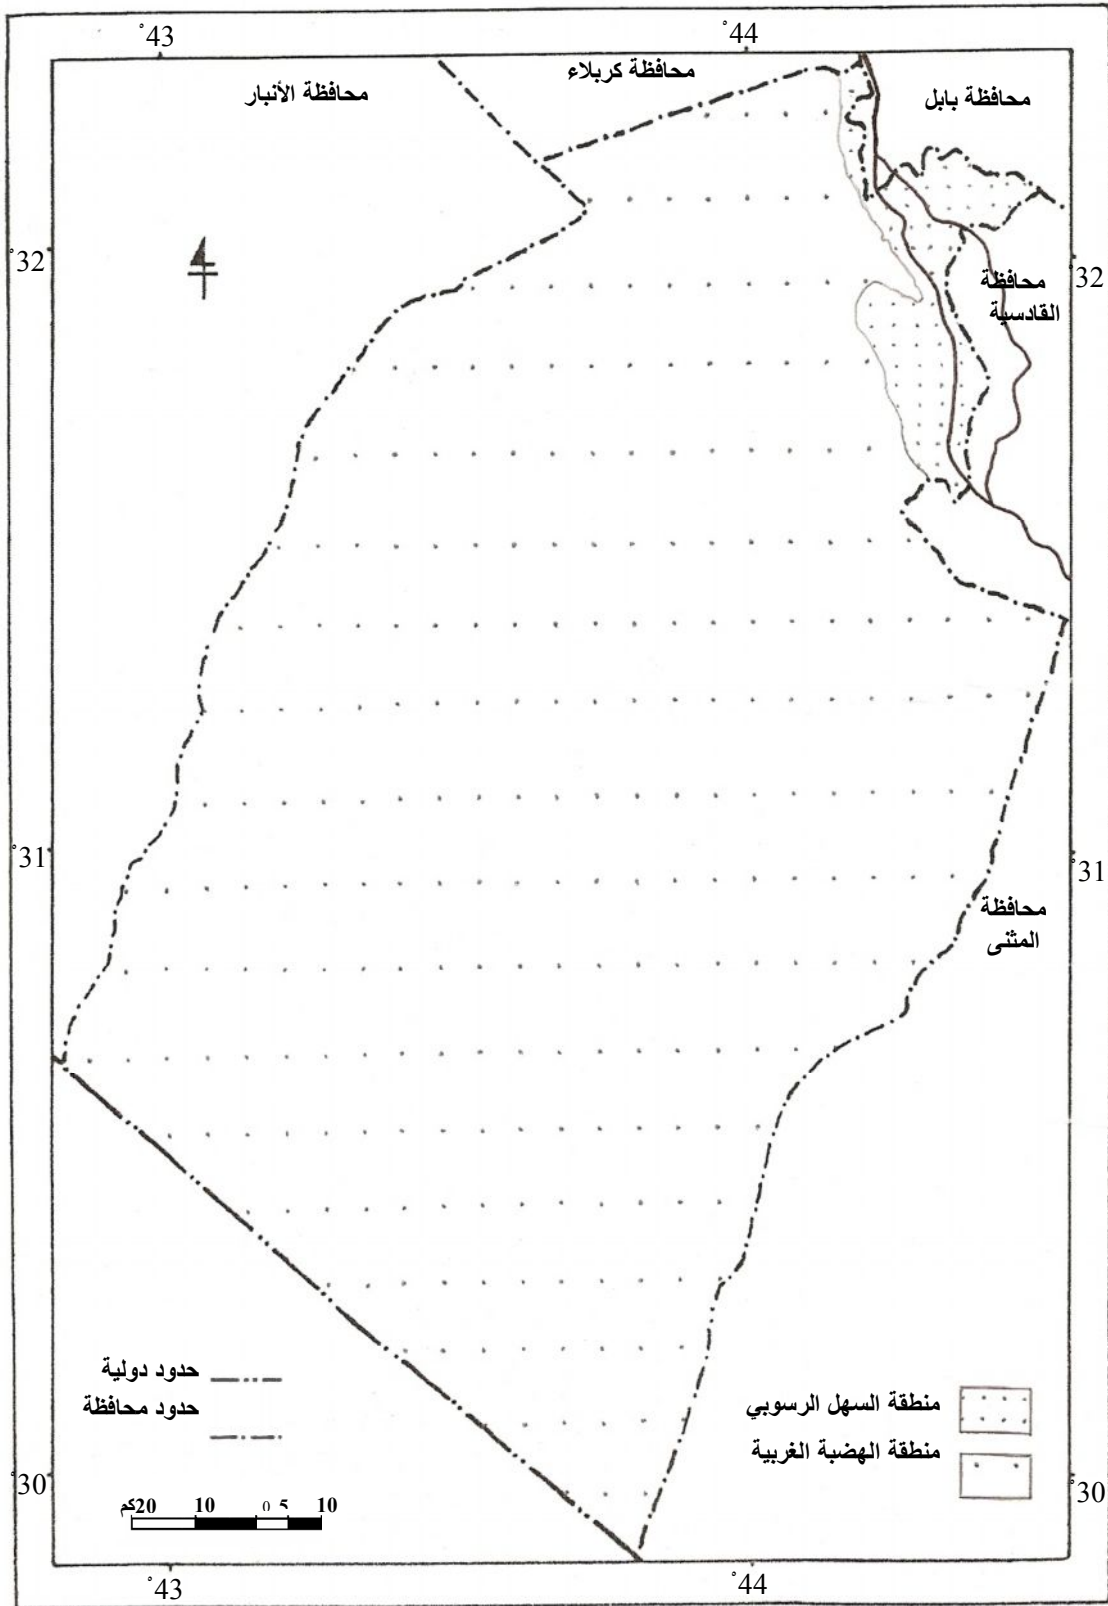 °43
°44
محافظة كربلاء
محافظة الأنبار
محافظة بابل
°32
°32
محافظة
القادسية
°31
°31
محافظة
المثنى
حدود دولية
حدود محافظة
منطقة السهل الرسوبي
منطقة الهضبة الغربية
°30
°30
كم20 10 0 5 10
°43
°44